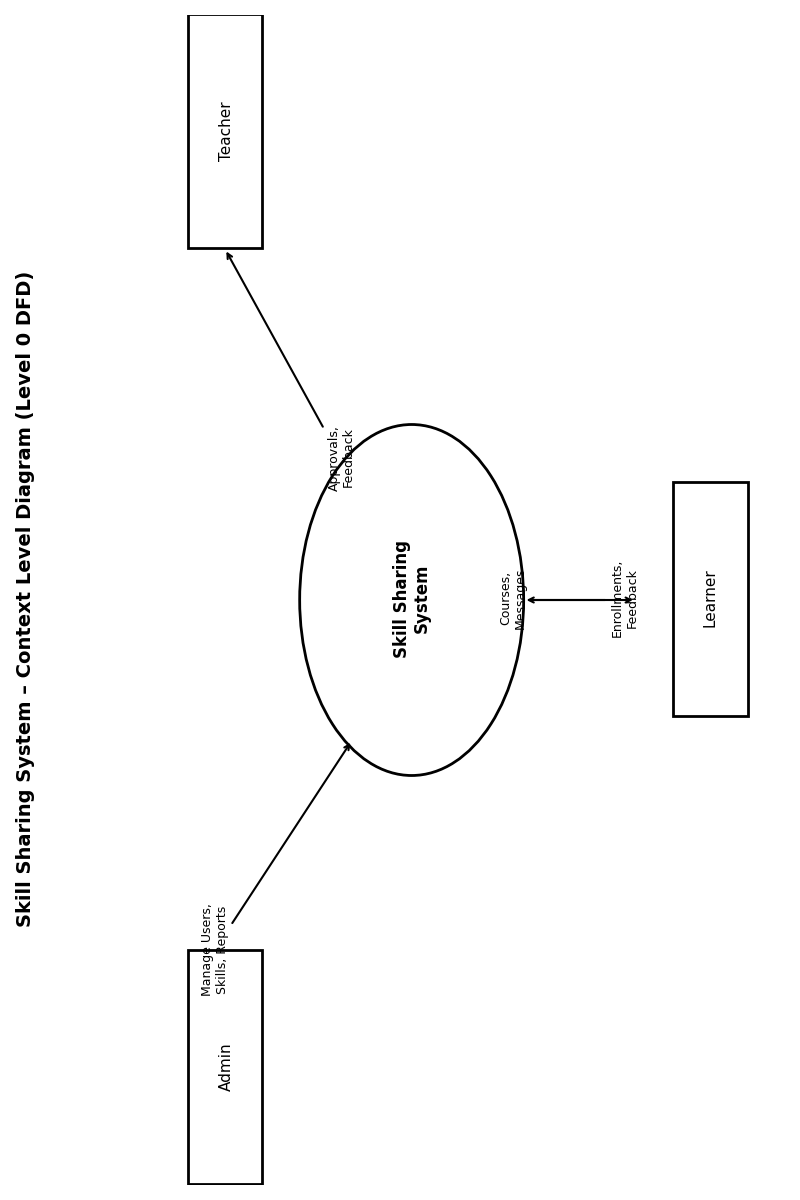 Skill Sharing System – Context Level Diagram (Level 0 DFD)
Admin
Manage Users,
Skills, Reports
Teacher
Approvals,
Feedback
Skill Sharing
System
Courses,
Messages
Enrollments,
Feedback
Learner